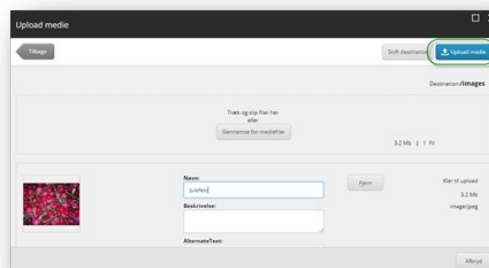 Upload medie
Tilbage
Skift destination
Upload medie
Destination:/Images
Træk og slip filer her
eller
Gennemse for mediefiler
3.2 Mb | 1 Fil
Navn:
Julefest
Fjern
Klar til upload
3.2 Mb
image/jpeg
Beskrivelse:
AlternateText:
Afbryd